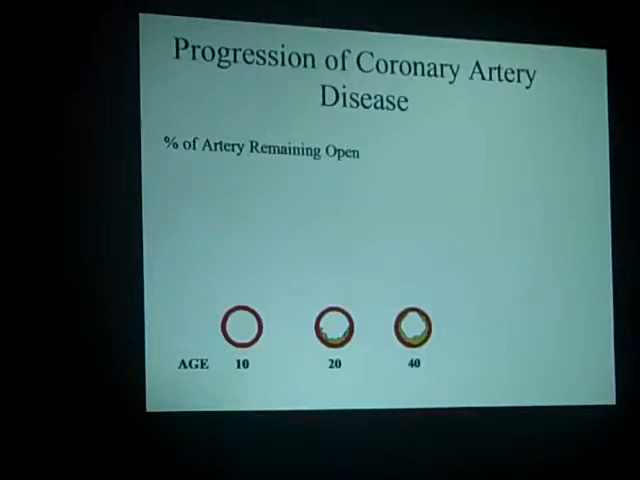 Progression of Coronary Artery
Disease
% of Artery Remaining Open
AGE 10 20 40